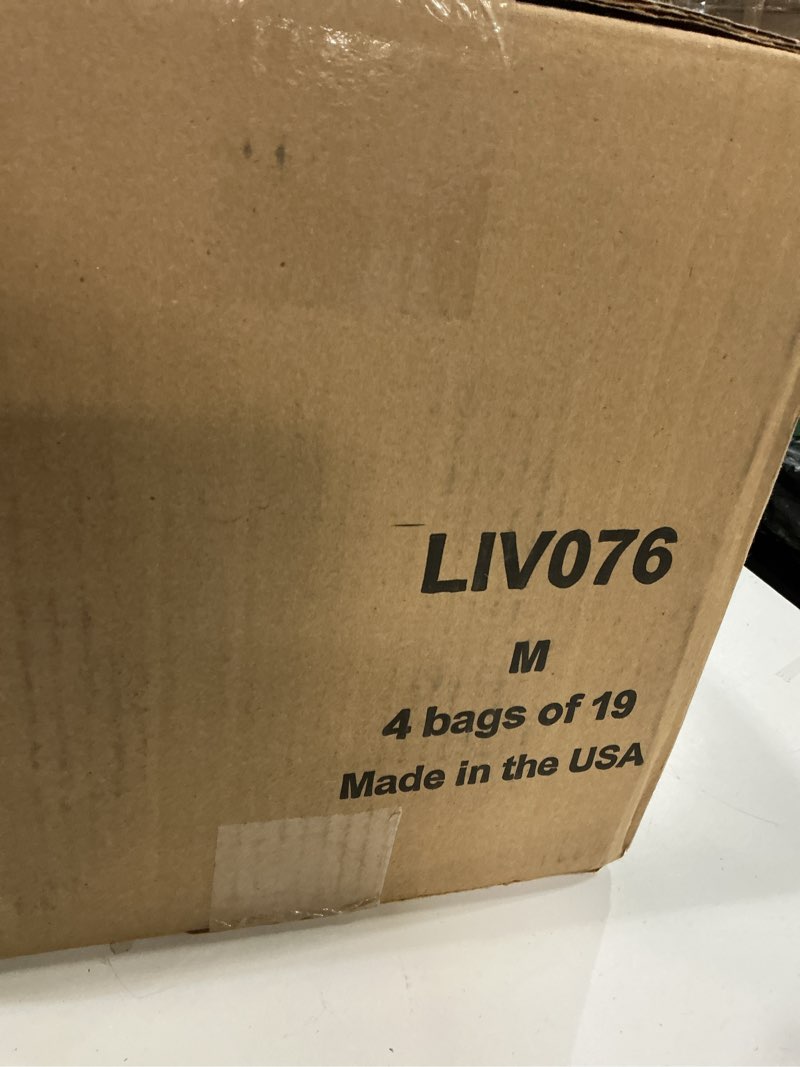 LIV076
M
4 bags of 19
Made in the USA